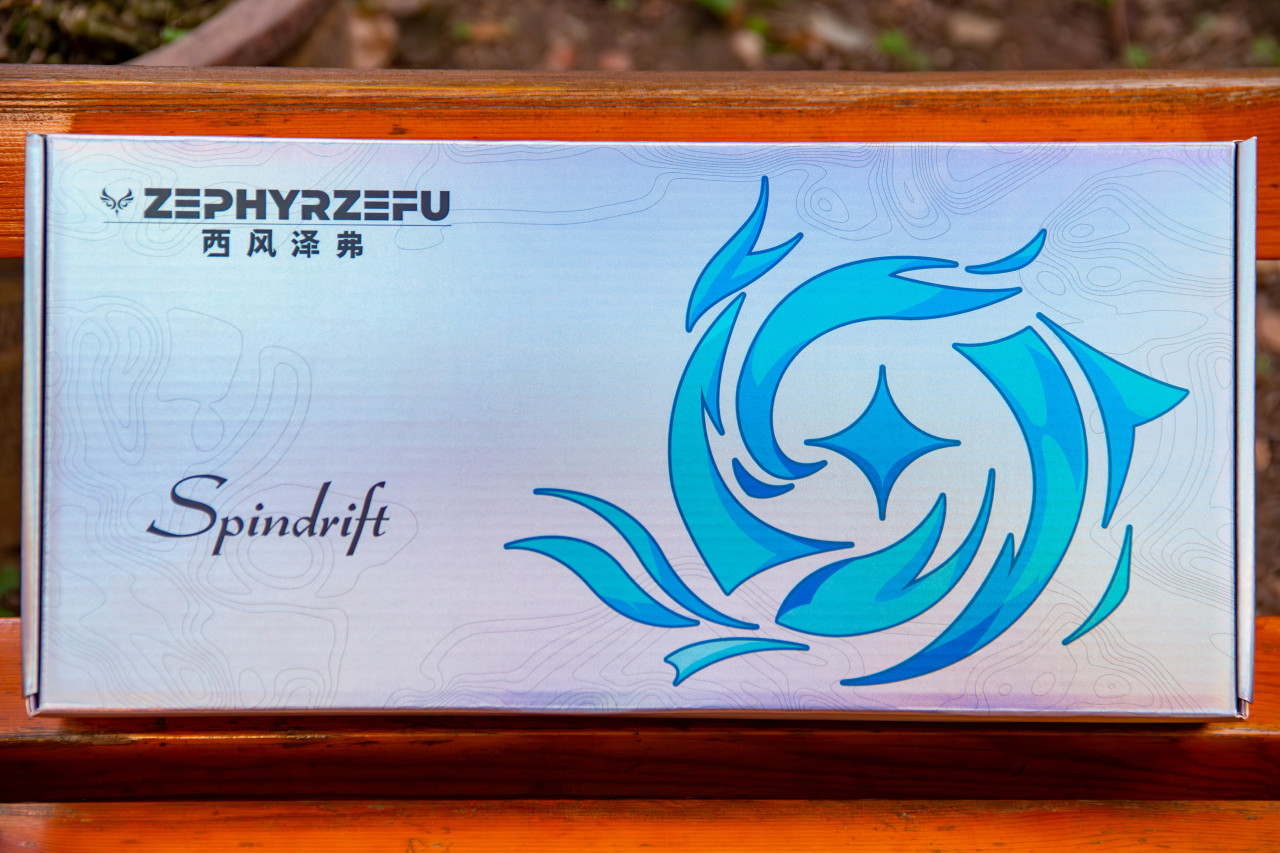 ZEPHYRZEFU
西风泽弗
Spindrift